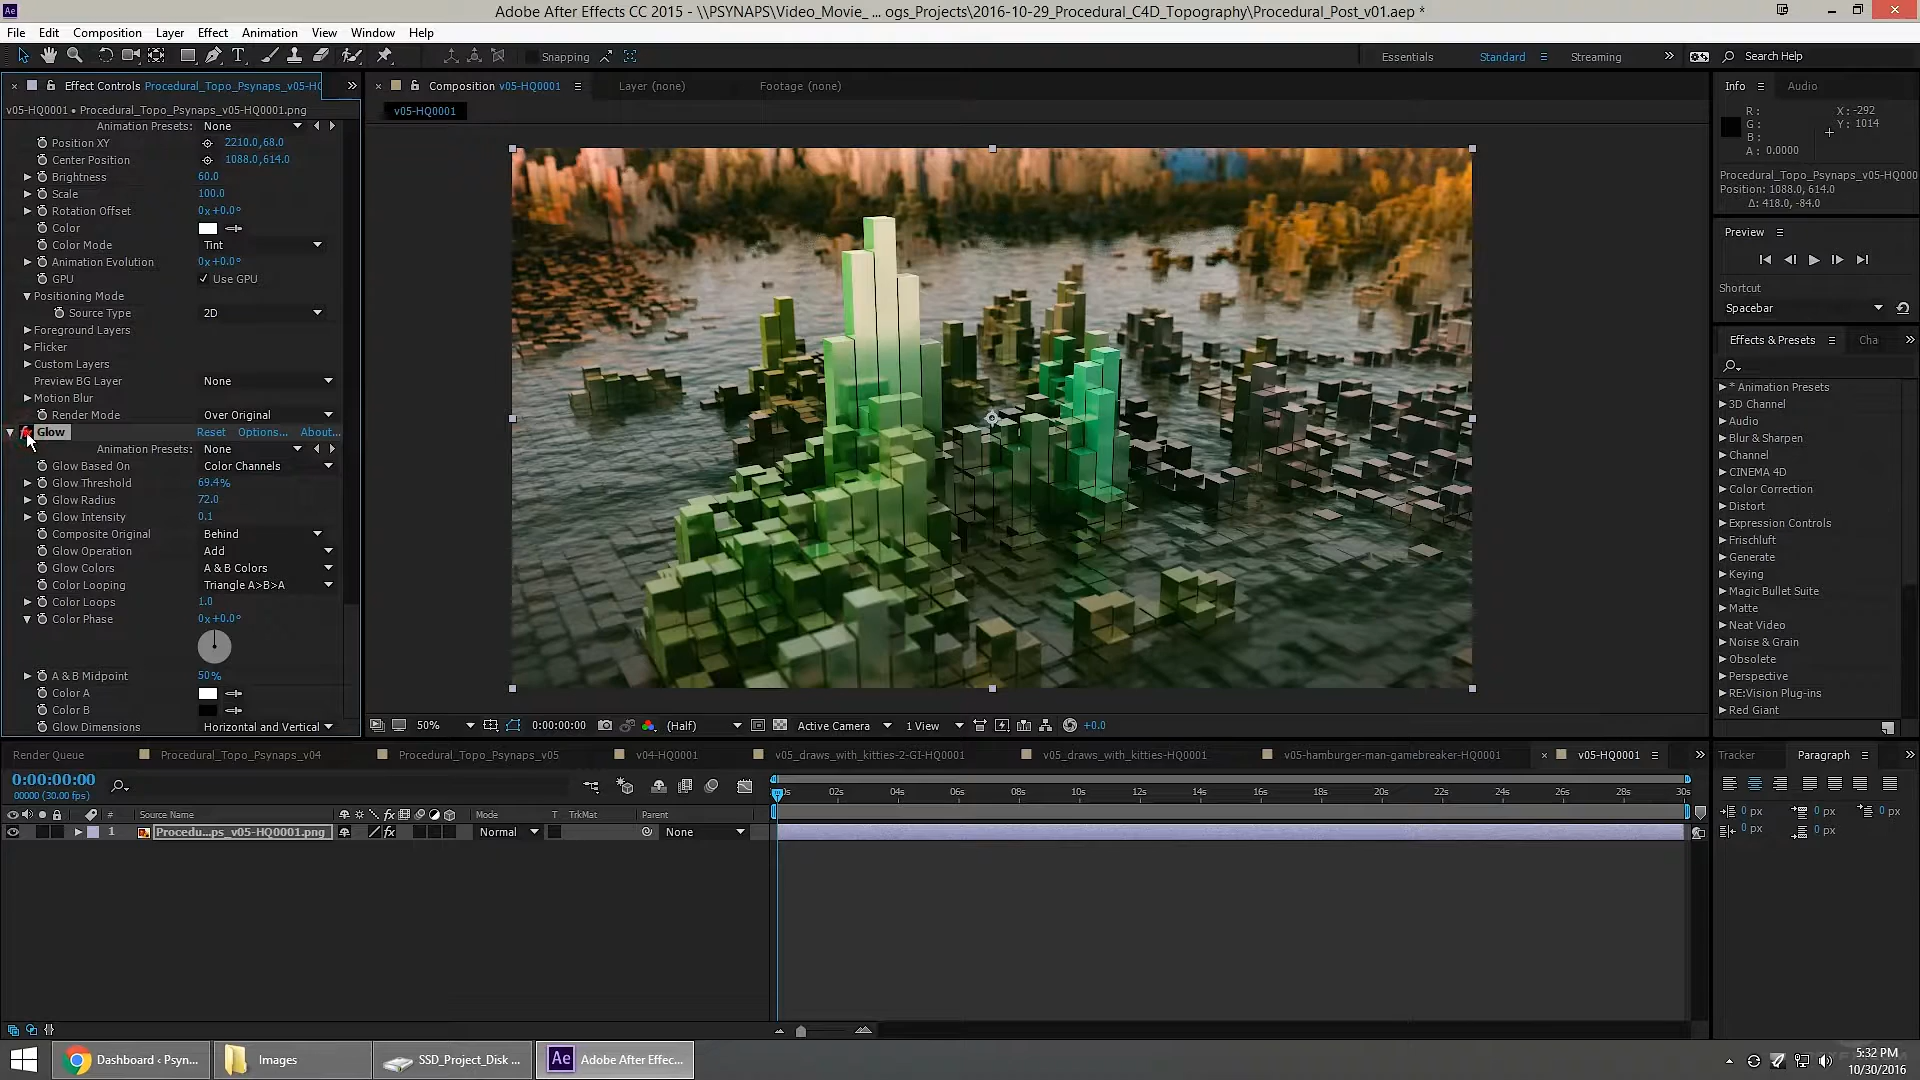 Ae
Adobe After Effects CC 2015 - \\PSYNAPS\Video_Movie_ ... ogs_Projects\2016-10-29_Procedural_C4D_Topography\Procedural_Post_v01.aep *
File Edit Composition Layer Effect Animation View Window Help
Snapping
Essentials Standard Streaming Search Help
Effect Controls Procedural_Topo_Psynaps_v05-HQ
Composition v05-HQ0001 Layer (none) Footage (none)
Info Audio
v05-HQ0001 • Procedural_Topo_Psynaps_v05-HQ0001.png
v05-HQ0001
R: X: -292
G: Y: 1014
B:
A: 0.0000
Procedural_Topo_Psynaps_v05-HQ000
Position: 1088.0, 614.0
Δ: 418.0, -84.0
Animation Presets: None
Position XY 2210.0,68.0
Center Position 1088.0,614.0
Brightness 60.0
Scale 100.0
Rotation Offset 0x+0.0°
Color
Color Mode Tint
Animation Evolution 0x+0.0°
GPU Use GPU
Positioning Mode
Source Type 2D
Foreground Layers
Flicker
Custom Layers
Preview BG Layer None
Motion Blur
Render Mode Over Original
fx Glow Reset Options... About...
Animation Presets: None
Glow Based On Color Channels
Glow Threshold 69.4%
Glow Radius 72.0
Glow Intensity 0.1
Composite Original Behind
Glow Operation Add
Glow Colors A & B Colors
Color Looping Triangle A>B>A
Color Loops 1.0
Color Phase 0x+0.0°
A & B Midpoint 50%
Color A
Color B
Glow Dimensions Horizontal and Vertical
Preview
Shortcut
Spacebar
Effects & Presets Cha
* Animation Presets
3D Channel
Audio
Blur & Sharpen
Channel
CINEMA 4D
Color Correction
Distort
Expression Controls
Frischluft
Generate
Keying
Magic Bullet Suite
Matte
Neat Video
Noise & Grain
Obsolete
Perspective
RE:Vision Plug-ins
Red Giant
50% 0:00:00:00 (Half) Active Camera 1 View +0.0
Render Queue Procedural_Topo_Psynaps_v04 Procedural_Topo_Psynaps_v05 v04-HQ0001 v05_draws_with_kitties-2-GI-HQ0001 v05_draws_with_kitties-HQ0001 v05-hamburger-man-gamebreaker-HQ0001 v05-HQ0001
Tracker Paragraph
0:00:00:00
00000 (30.00 fps)
02s 04s 06s 08s 10s 12s 14s 16s 18s 20s 22s 24s 26s 28s 30s
# Source Name fx Mode T TrkMat Parent
1 Procedu...ps_v05-HQ0001.png fx Normal None
0 px 0 px 0 px
0 px 0 px
Dashboard ‹ Psyn... Images SSD_Project_Disk ... Ae Adobe After Effec...
5:32 PM
10/30/2016